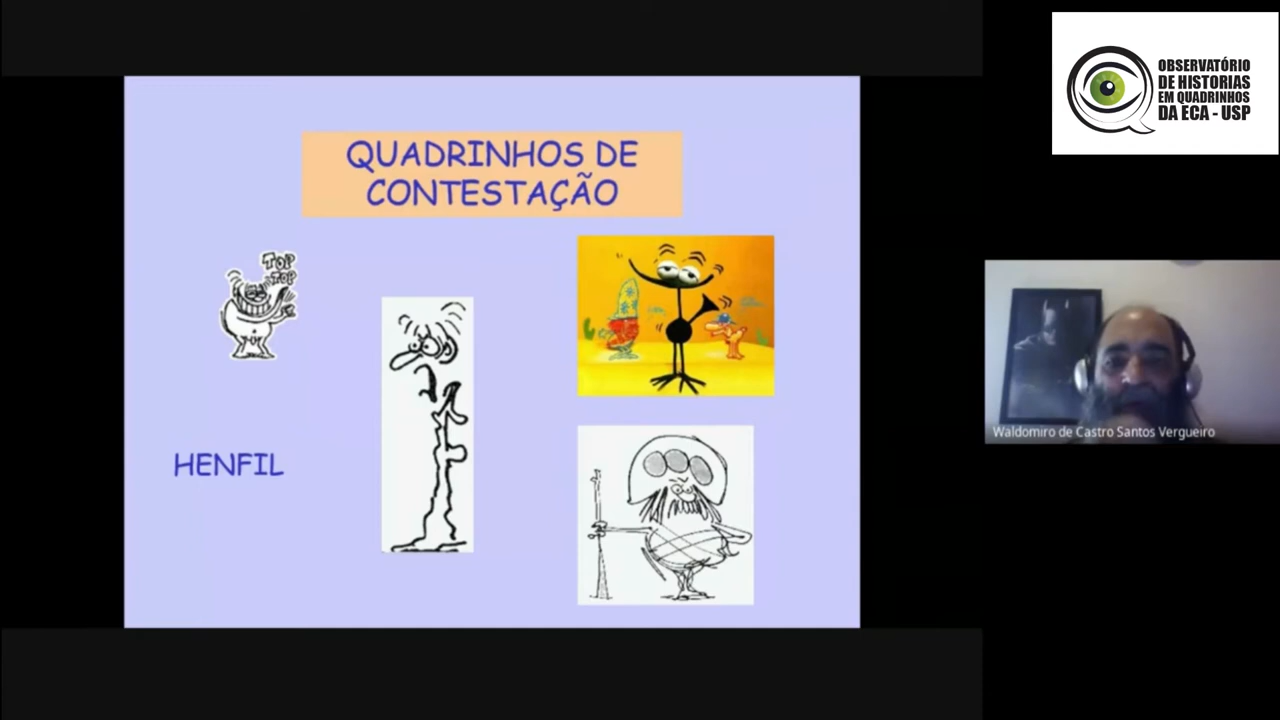 OBSERVATÓRIO
DE HISTORIAS
EM QUADRINHOS
DA ECA - USP
QUADRINHOS DE
CONTESTAÇÃO
TOP
TOP
HENFIL
Waldomiro de Castro Santos Vergueiro